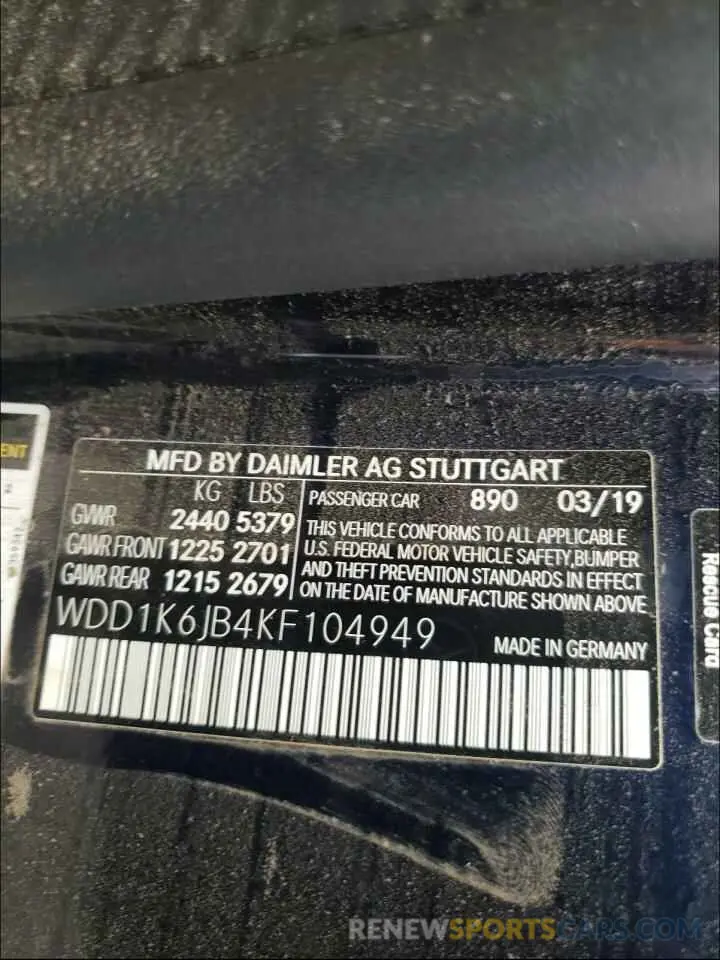 ENT
MFD BY DAIMLER AG STUTTGART
KG LBS
GVWR 2440 5379
GAWR FRONT 1225 2701
GAWR REAR 1215 2679
PASSENGER CAR 890 03/19
THIS VEHICLE CONFORMS TO ALL APPLICABLE
U.S. FEDERAL MOTOR VEHICLE SAFETY,BUMPER
AND THEFT PREVENTION STANDARDS IN EFFECT
ON THE DATE OF MANUFACTURE SHOWN ABOVE
WDD1K6JB4KF104949
MADE IN GERMANY
Rescue Card
RENEWSPORTSCARS.COM